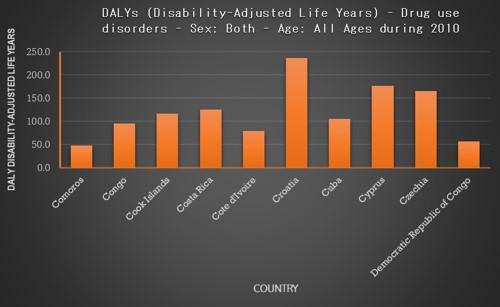 DALYs (Disability-Adjusted Life Years) - Drug use
disorders - Sex: Both - Age: All Ages during 2010
DALY DISABILITY-ADJUSTED LIFE YEARS
250.0
200.0
150.0
100.0
50.0
0.0
Comoros
Congo
Cook Islands
Costa Rica
Cote d'Ivoire
Croatia
Cuba
Cyprus
Czechia
Democratic Republic of Congo
COUNTRY